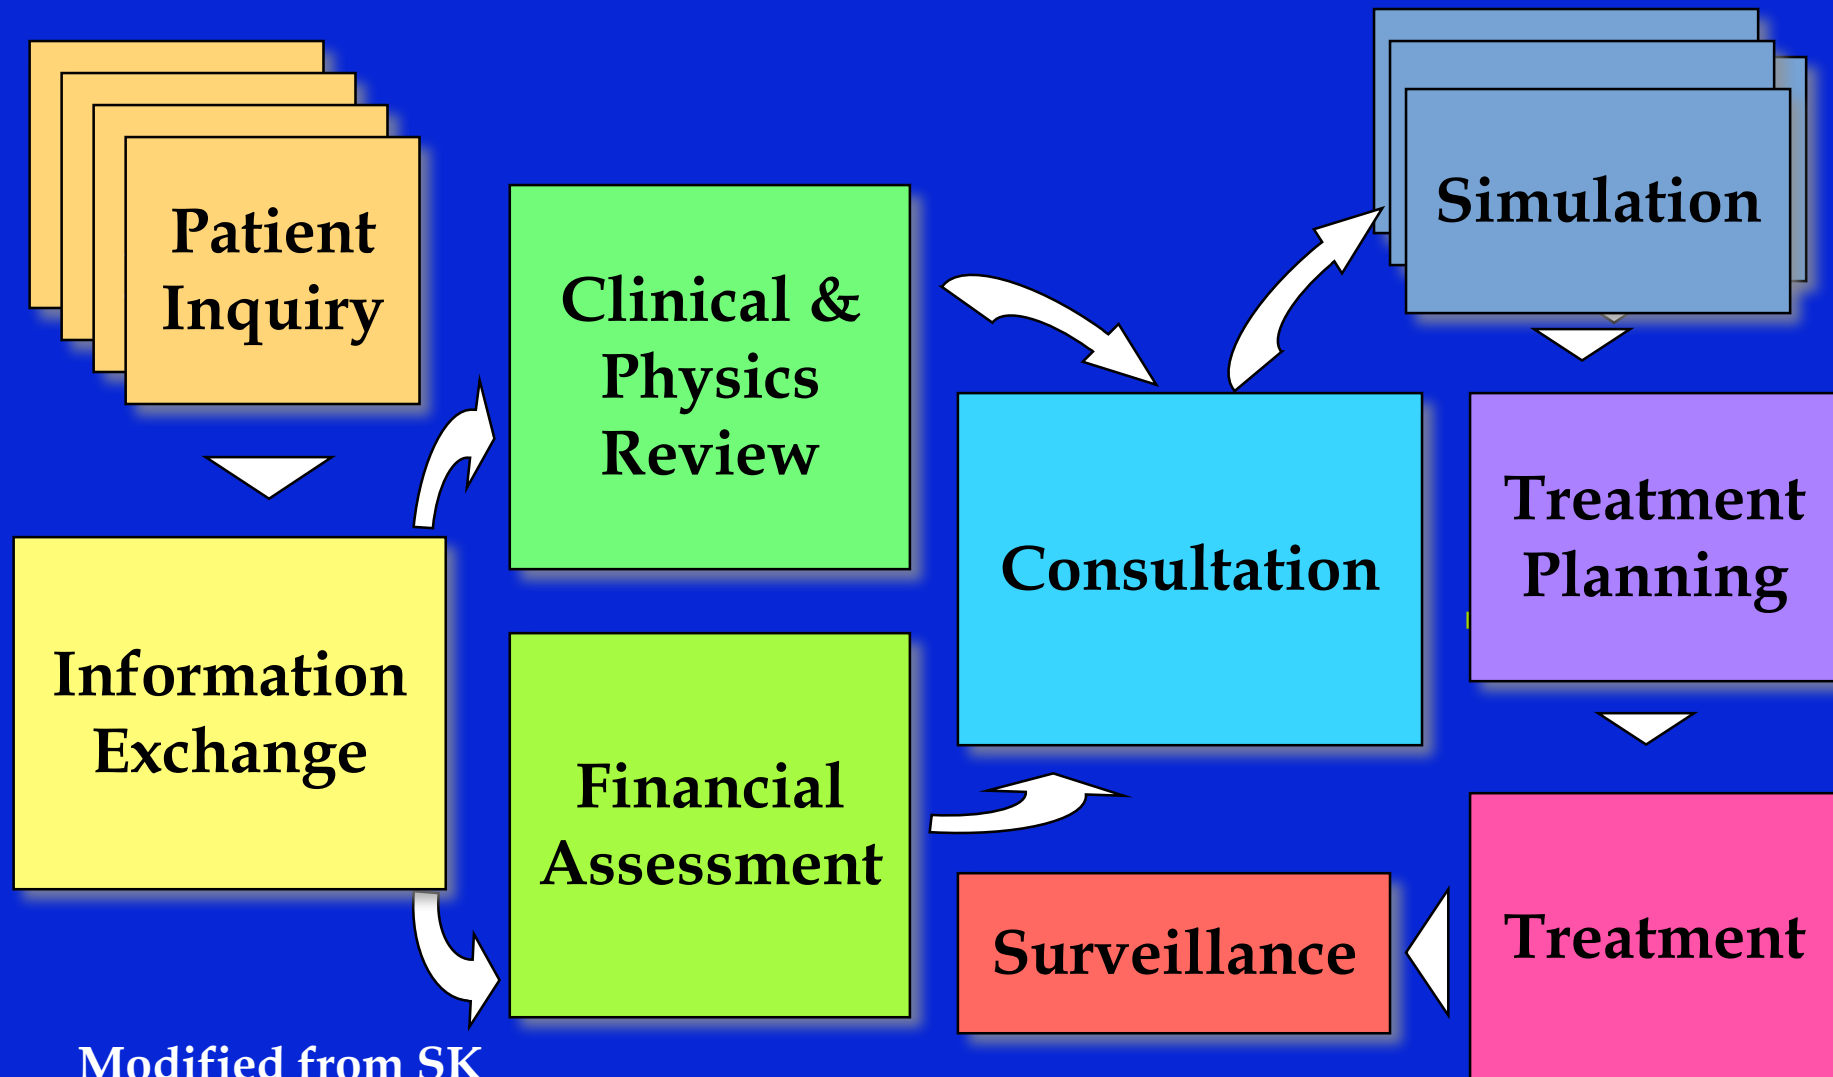 Patient
Inquiry
Information
Exchange
Clinical &
Physics
Review
Financial
Assessment
Consultation
Simulation
Treatment
Planning
Treatment
Surveillance
Modified from SK